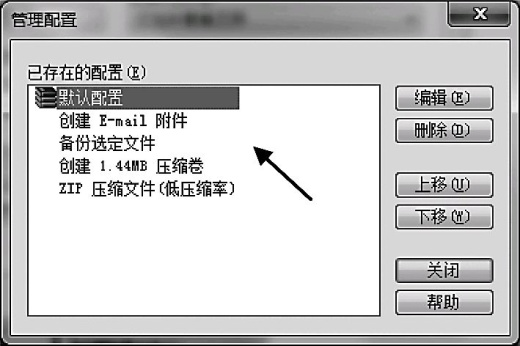 管理配置
已存在的配置(E)
默认配置
创建 E-mail 附件
备份选定文件
创建 1.44MB 压缩卷
ZIP 压缩文件(低压缩率)
编辑(E)
删除(D)
上移(U)
下移(W)
关闭
帮助